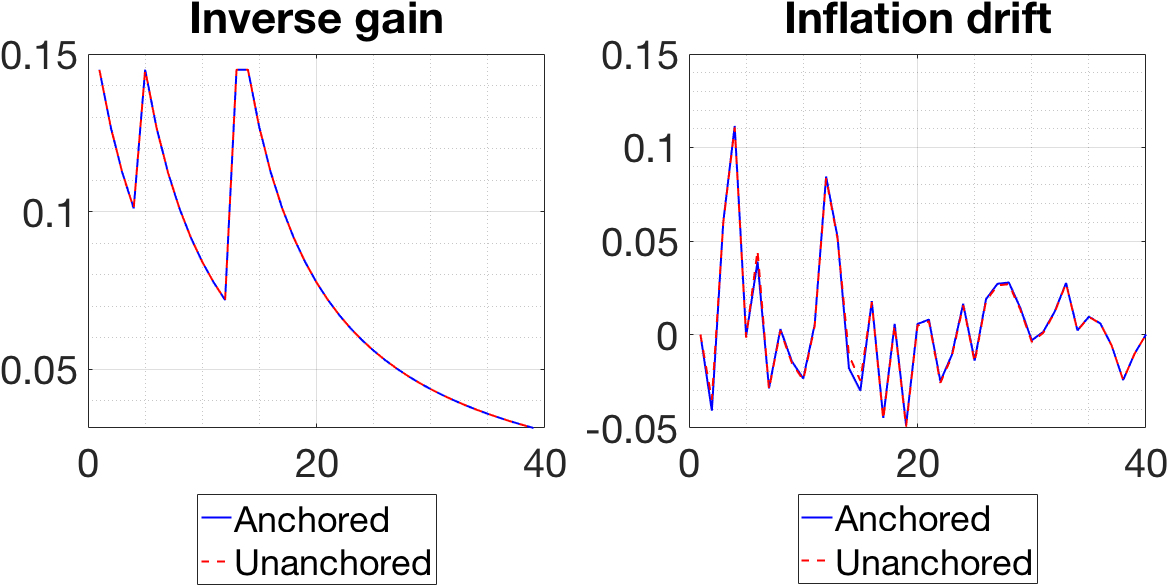 Inverse gain
0.15
0.1
0.05
0 20 40
Anchored
Unanchored
Inflation drift
0.15
0.1
0.05
0
-0.05
0 20 40
Anchored
Unanchored